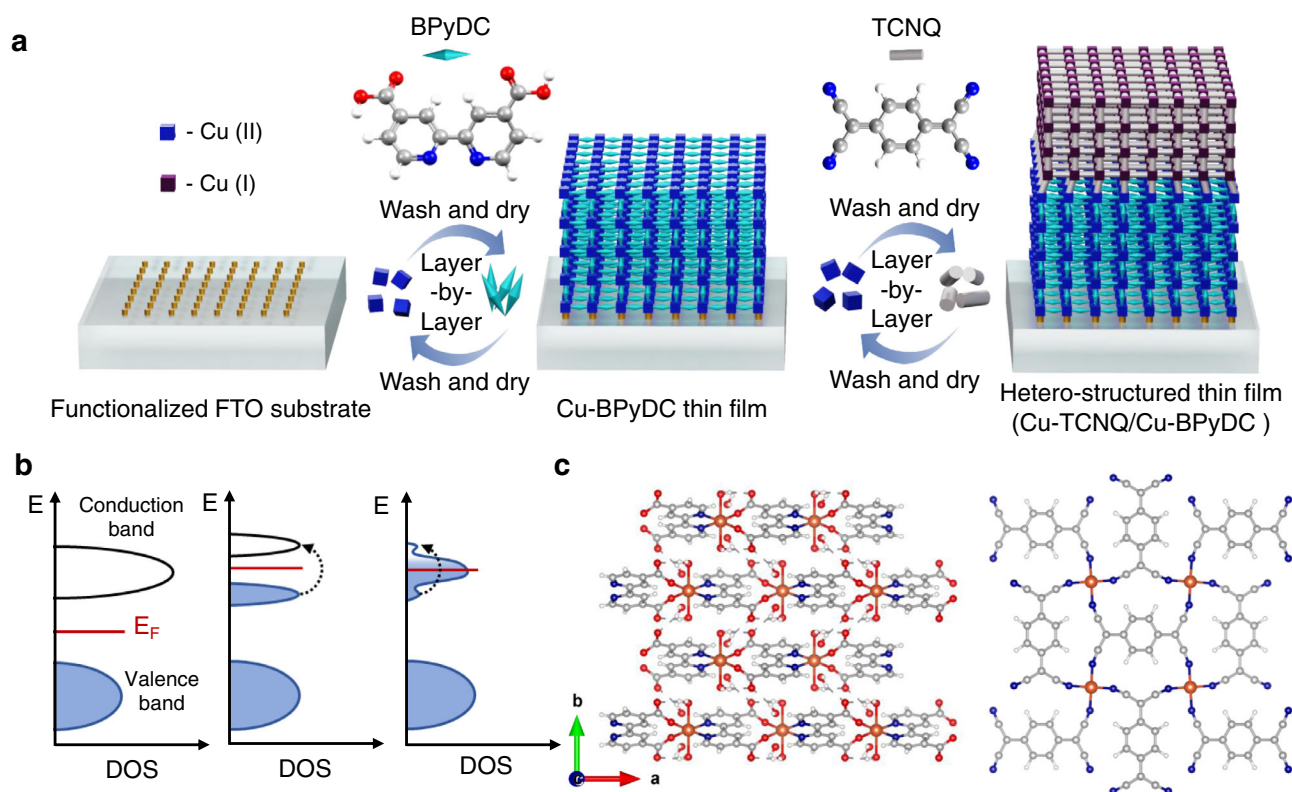 a
BPyDC
TCNQ
- Cu (II)
- Cu (I)
Wash and dry
Layer
-by-
Layer
Wash and dry
Wash and dry
Layer
-by-
Layer
Wash and dry
Functionalized FTO substrate
Cu-BPyDC thin film
Hetero-structured thin film
(Cu-TCNQ/Cu-BPyDC )
b
E
Conduction
band
E_F
Valence
band
DOS
E
DOS
E
DOS
c
b
c
a